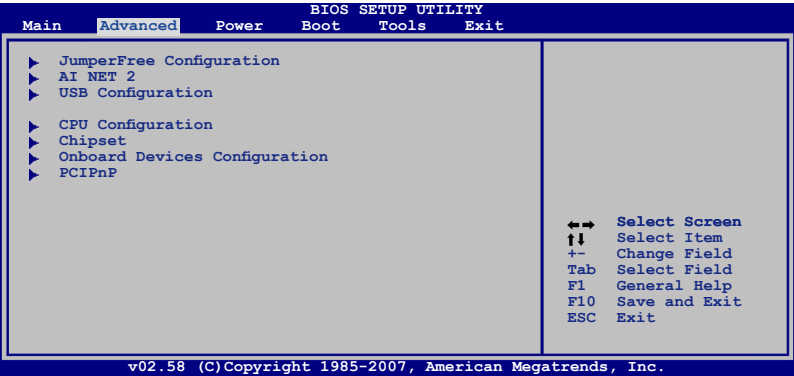 BIOS SETUP UTILITY
Main Advanced Power Boot Tools Exit
JumperFree Configuration
AI NET 2
USB Configuration
CPU Configuration
Chipset
Onboard Devices Configuration
PCIPnP
←→ Select Screen
↑↓ Select Item
+- Change Field
Tab Select Field
F1 General Help
F10 Save and Exit
ESC Exit
v02.58 (C)Copyright 1985-2007, American Megatrends, Inc.